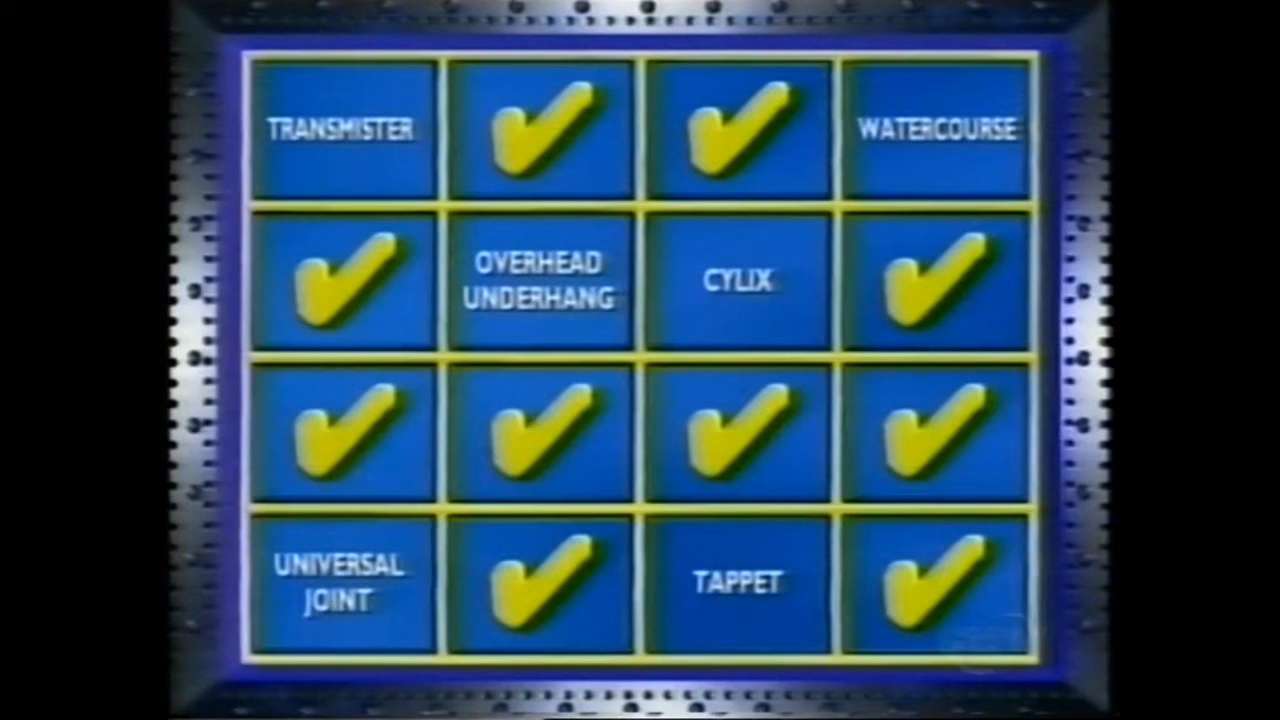 TRANSMISTER
WATERCOURSE
OVERHEAD
UNDERHANG
CYLIX
UNIVERSAL
JOINT
TAPPET